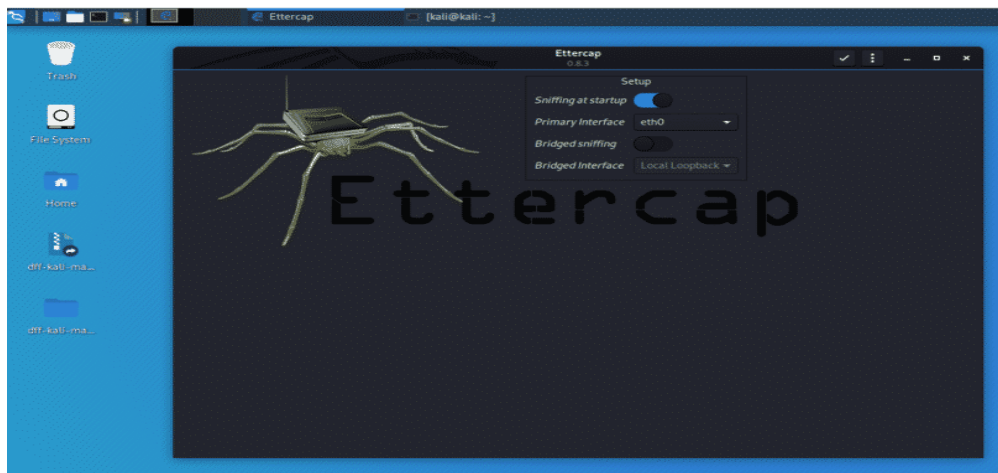 Ettercap
[kali@kali: ~]
Trash
File System
Home
dff-kali-ma...
dff-kali-ma...
Ettercap
0.8.3
Setup
Sniffing at startup
Primary Interface eth0
Bridged sniffing
Bridged Interface Local Loopback
Ettercap